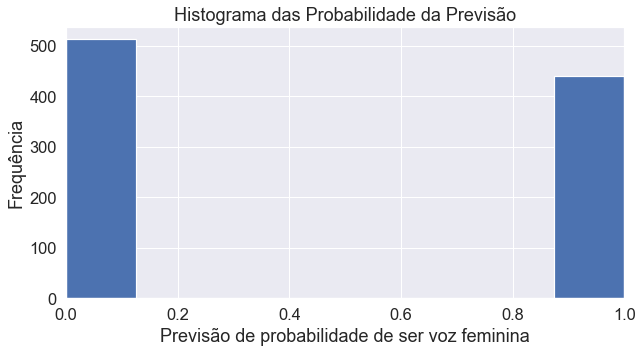 Histograma das Probabilidade da Previsão
500
400
300
200
100
0
Frequência
0.0 0.2 0.4 0.6 0.8 1.0
Previsão de probabilidade de ser voz feminina